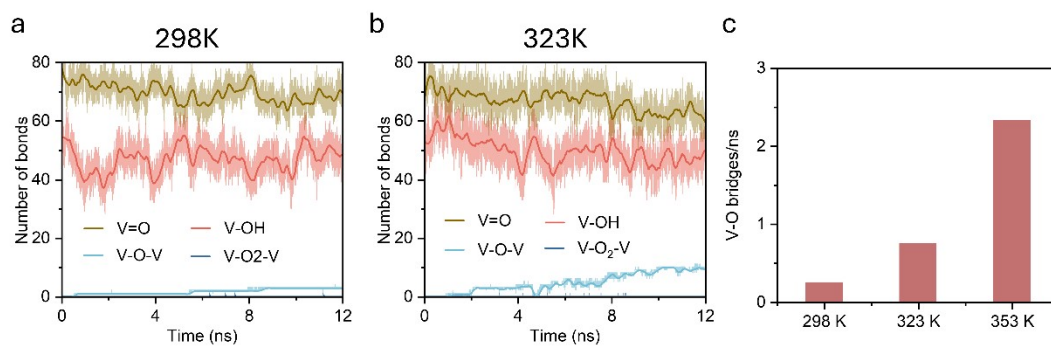 a
298K
Number of bonds
80
60
40
20
0
V=O
V-OH
V-O-V
V-O2-V
0
4
8
12
Time (ns)
b
323K
Number of bonds
80
60
40
20
0
V=O
V-OH
V-O-V
V-O₂-V
0
4
8
12
Time (ns)
c
V-O bridges/ns
3
2
1
0
298 K
323 K
353 K